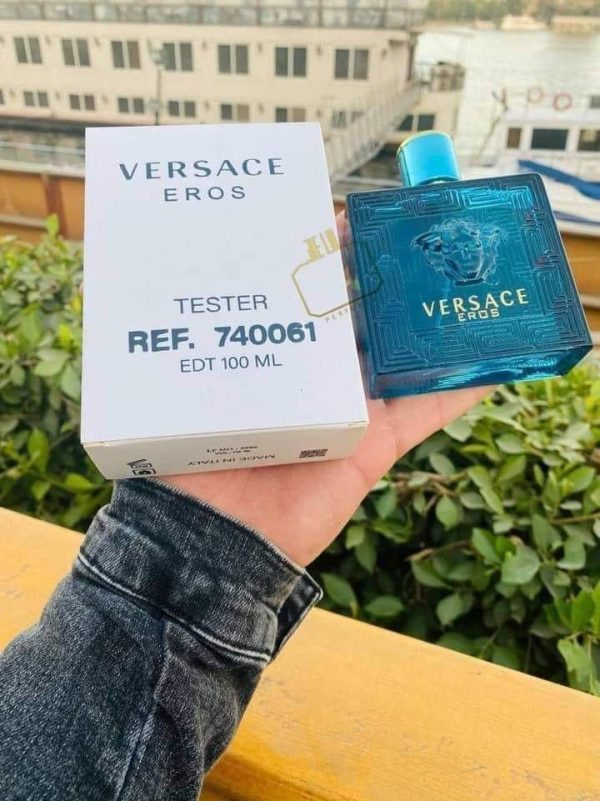 VERSACE
EROS
TESTER
REF. 740061
EDT 100 ML
MADE IN ITALY
VERSACE
EROS